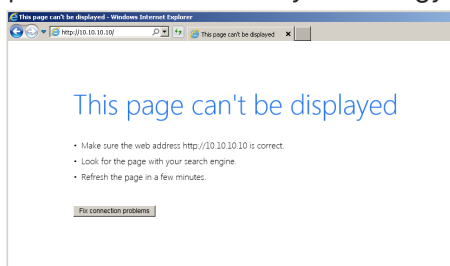 This page can't be displayed - Windows Internet Explorer
http://10.10.10.10/
This page can't be displayed
This page can't be displayed
• Make sure the web address http://10.10.10.10 is correct.
• Look for the page with your search engine.
• Refresh the page in a few minutes.
Fix connection problems